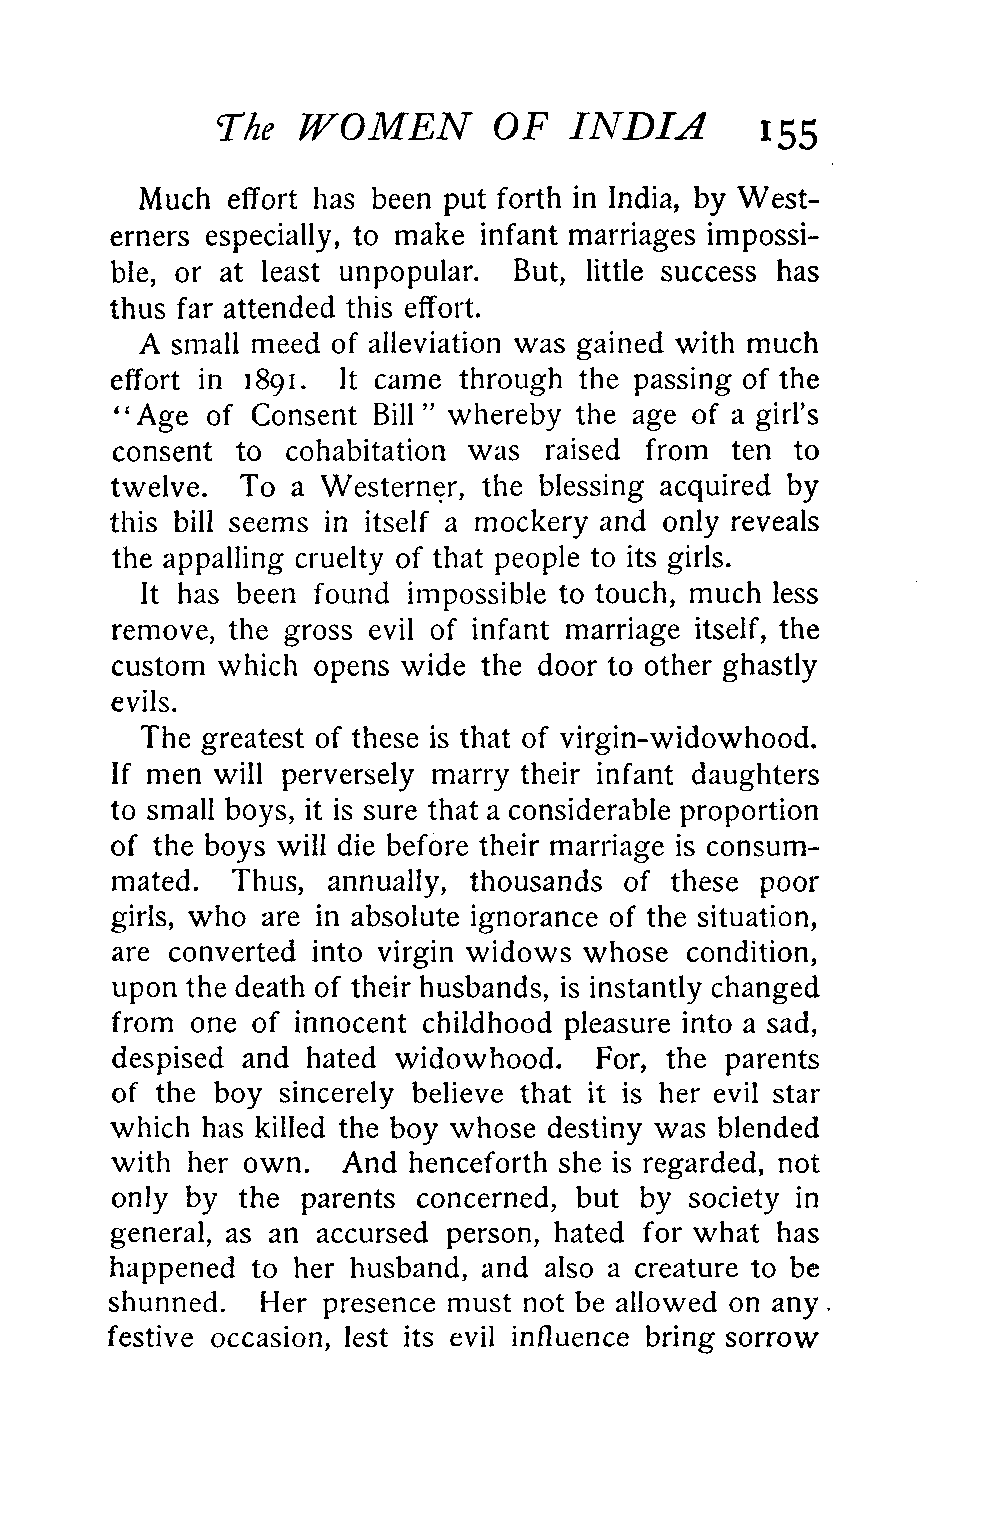 The WOMEN OF INDIA 155
Much effort has been put forth in India, by West-
erners especially, to make infant marriages impossi-
ble, or at least unpopular. But, little success has
thus far attended this effort.
A small meed of alleviation was gained with much
effort in 1891. It came through the passing of the
“Age of Consent Bill” whereby the age of a girl’s
consent to cohabitation was raised from ten to
twelve. To a Westerner, the blessing acquired by
this bill seems in itself a mockery and only reveals
the appalling cruelty of that people to its girls.
It has been found impossible to touch, much less
remove, the gross evil of infant marriage itself, the
custom which opens wide the door to other ghastly
evils.
The greatest of these is that of virgin-widowhood.
If men will perversely marry their infant daughters
to small boys, it is sure that a considerable proportion
of the boys will die before their marriage is consum-
mated. Thus, annually, thousands of these poor
girls, who are in absolute ignorance of the situation,
are converted into virgin widows whose condition,
upon the death of their husbands, is instantly changed
from one of innocent childhood pleasure into a sad,
despised and hated widowhood. For, the parents
of the boy sincerely believe that it is her evil star
which has killed the boy whose destiny was blended
with her own. And henceforth she is regarded, not
only by the parents concerned, but by society in
general, as an accursed person, hated for what has
happened to her husband, and also a creature to be
shunned. Her presence must not be allowed on any
festive occasion, lest its evil influence bring sorrow